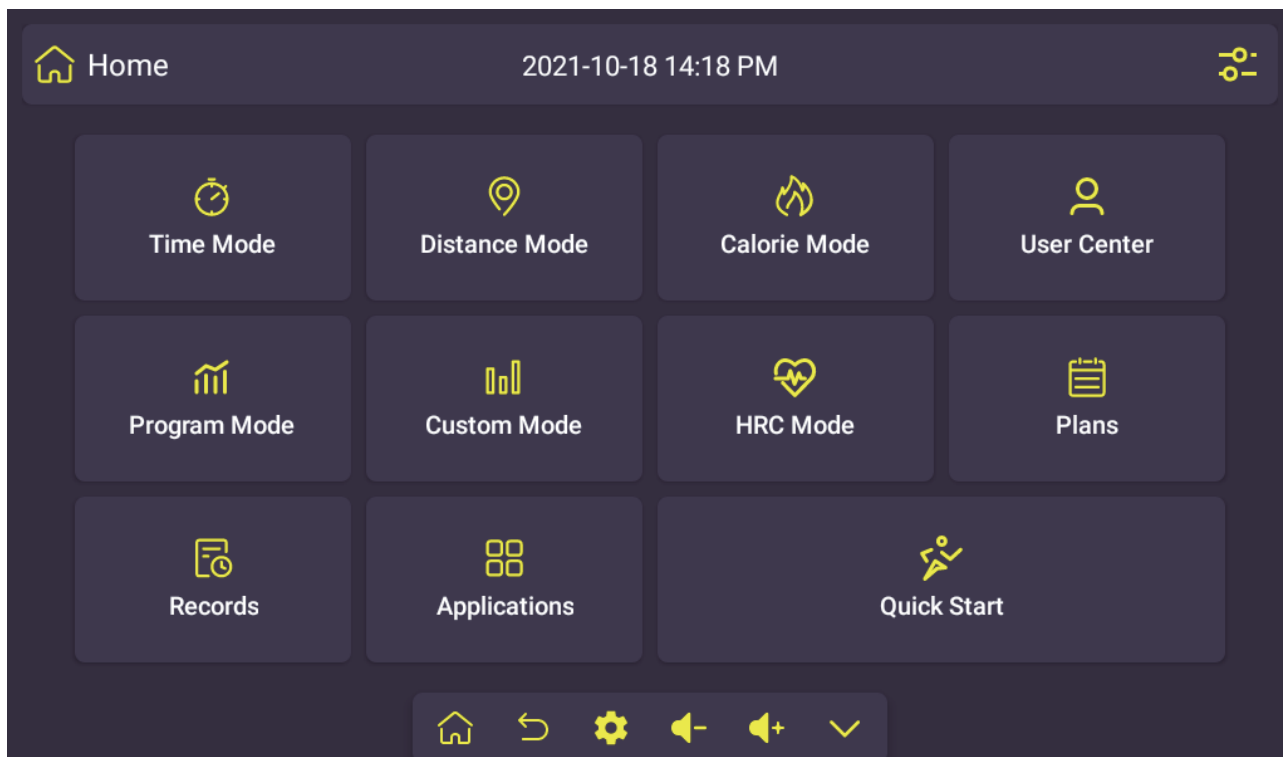 Home
2021-10-18 14:18 PM
Time Mode
Distance Mode
Calorie Mode
User Center
Program Mode
Custom Mode
HRC Mode
Plans
Records
Applications
Quick Start